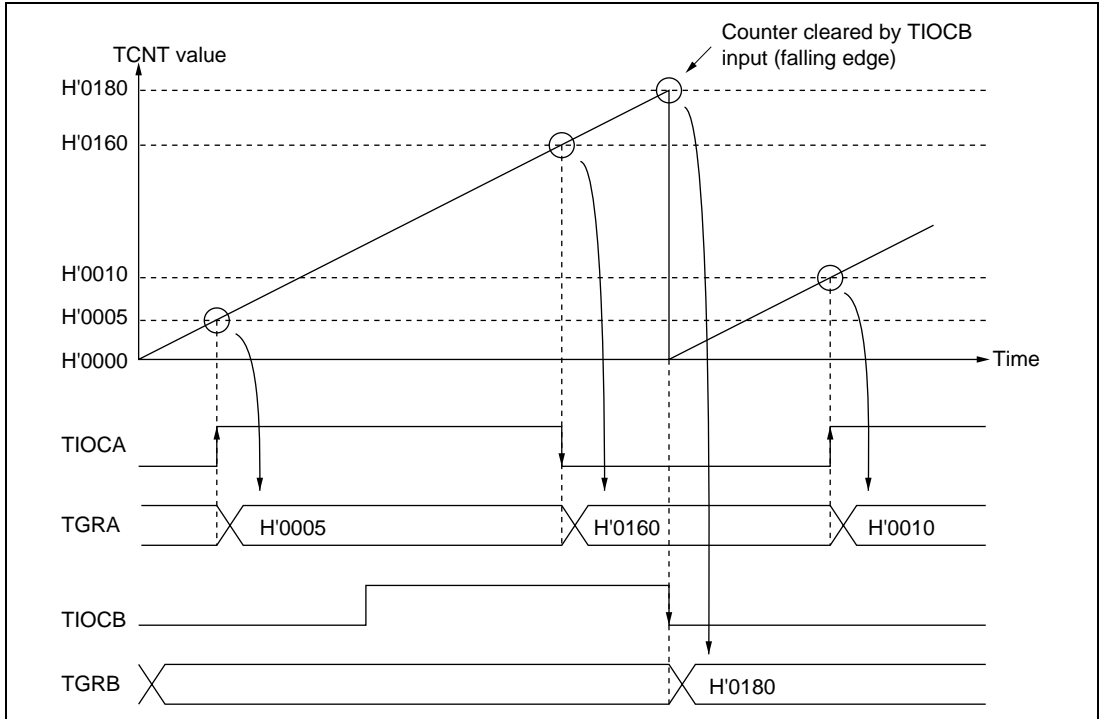 Counter cleared by TIOCB
input (falling edge)
TCNT value
H'0180
H'0160
H'0010
H'0005
H'0000
Time
TIOCA
TGRA
H'0005
H'0160
H'0010
TIOCB
TGRB
H'0180